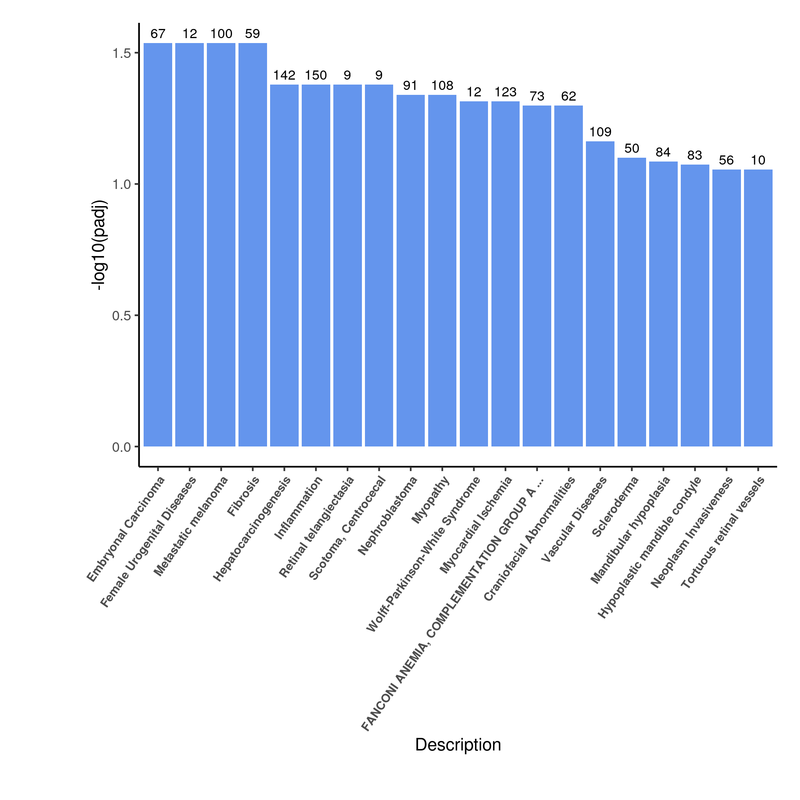 67 12 100 59 142 150 9 9 91 108 12 123 73 62 109 50 84 83 56 10
-log10(padj)
1.5
1.0
0.5
0.0
Embryonal Carcinoma
Female Urogenital Diseases
Metastatic melanoma
Fibrosis
Hepatocarcinogenesis
Inflammation
Retinal telangiectasia
Scotoma, Centrocecal
Nephroblastoma
Myopathy
Wolff-Parkinson-White Syndrome
Myocardial Ischemia
FANCONI ANEMIA, COMPLEMENTATION GROUP A ...
Craniofacial Abnormalities
Vascular Diseases
Scleroderma
Mandibular hypoplasia
Hypoplastic mandible condyle
Neoplasm Invasiveness
Tortuous retinal vessels
Description